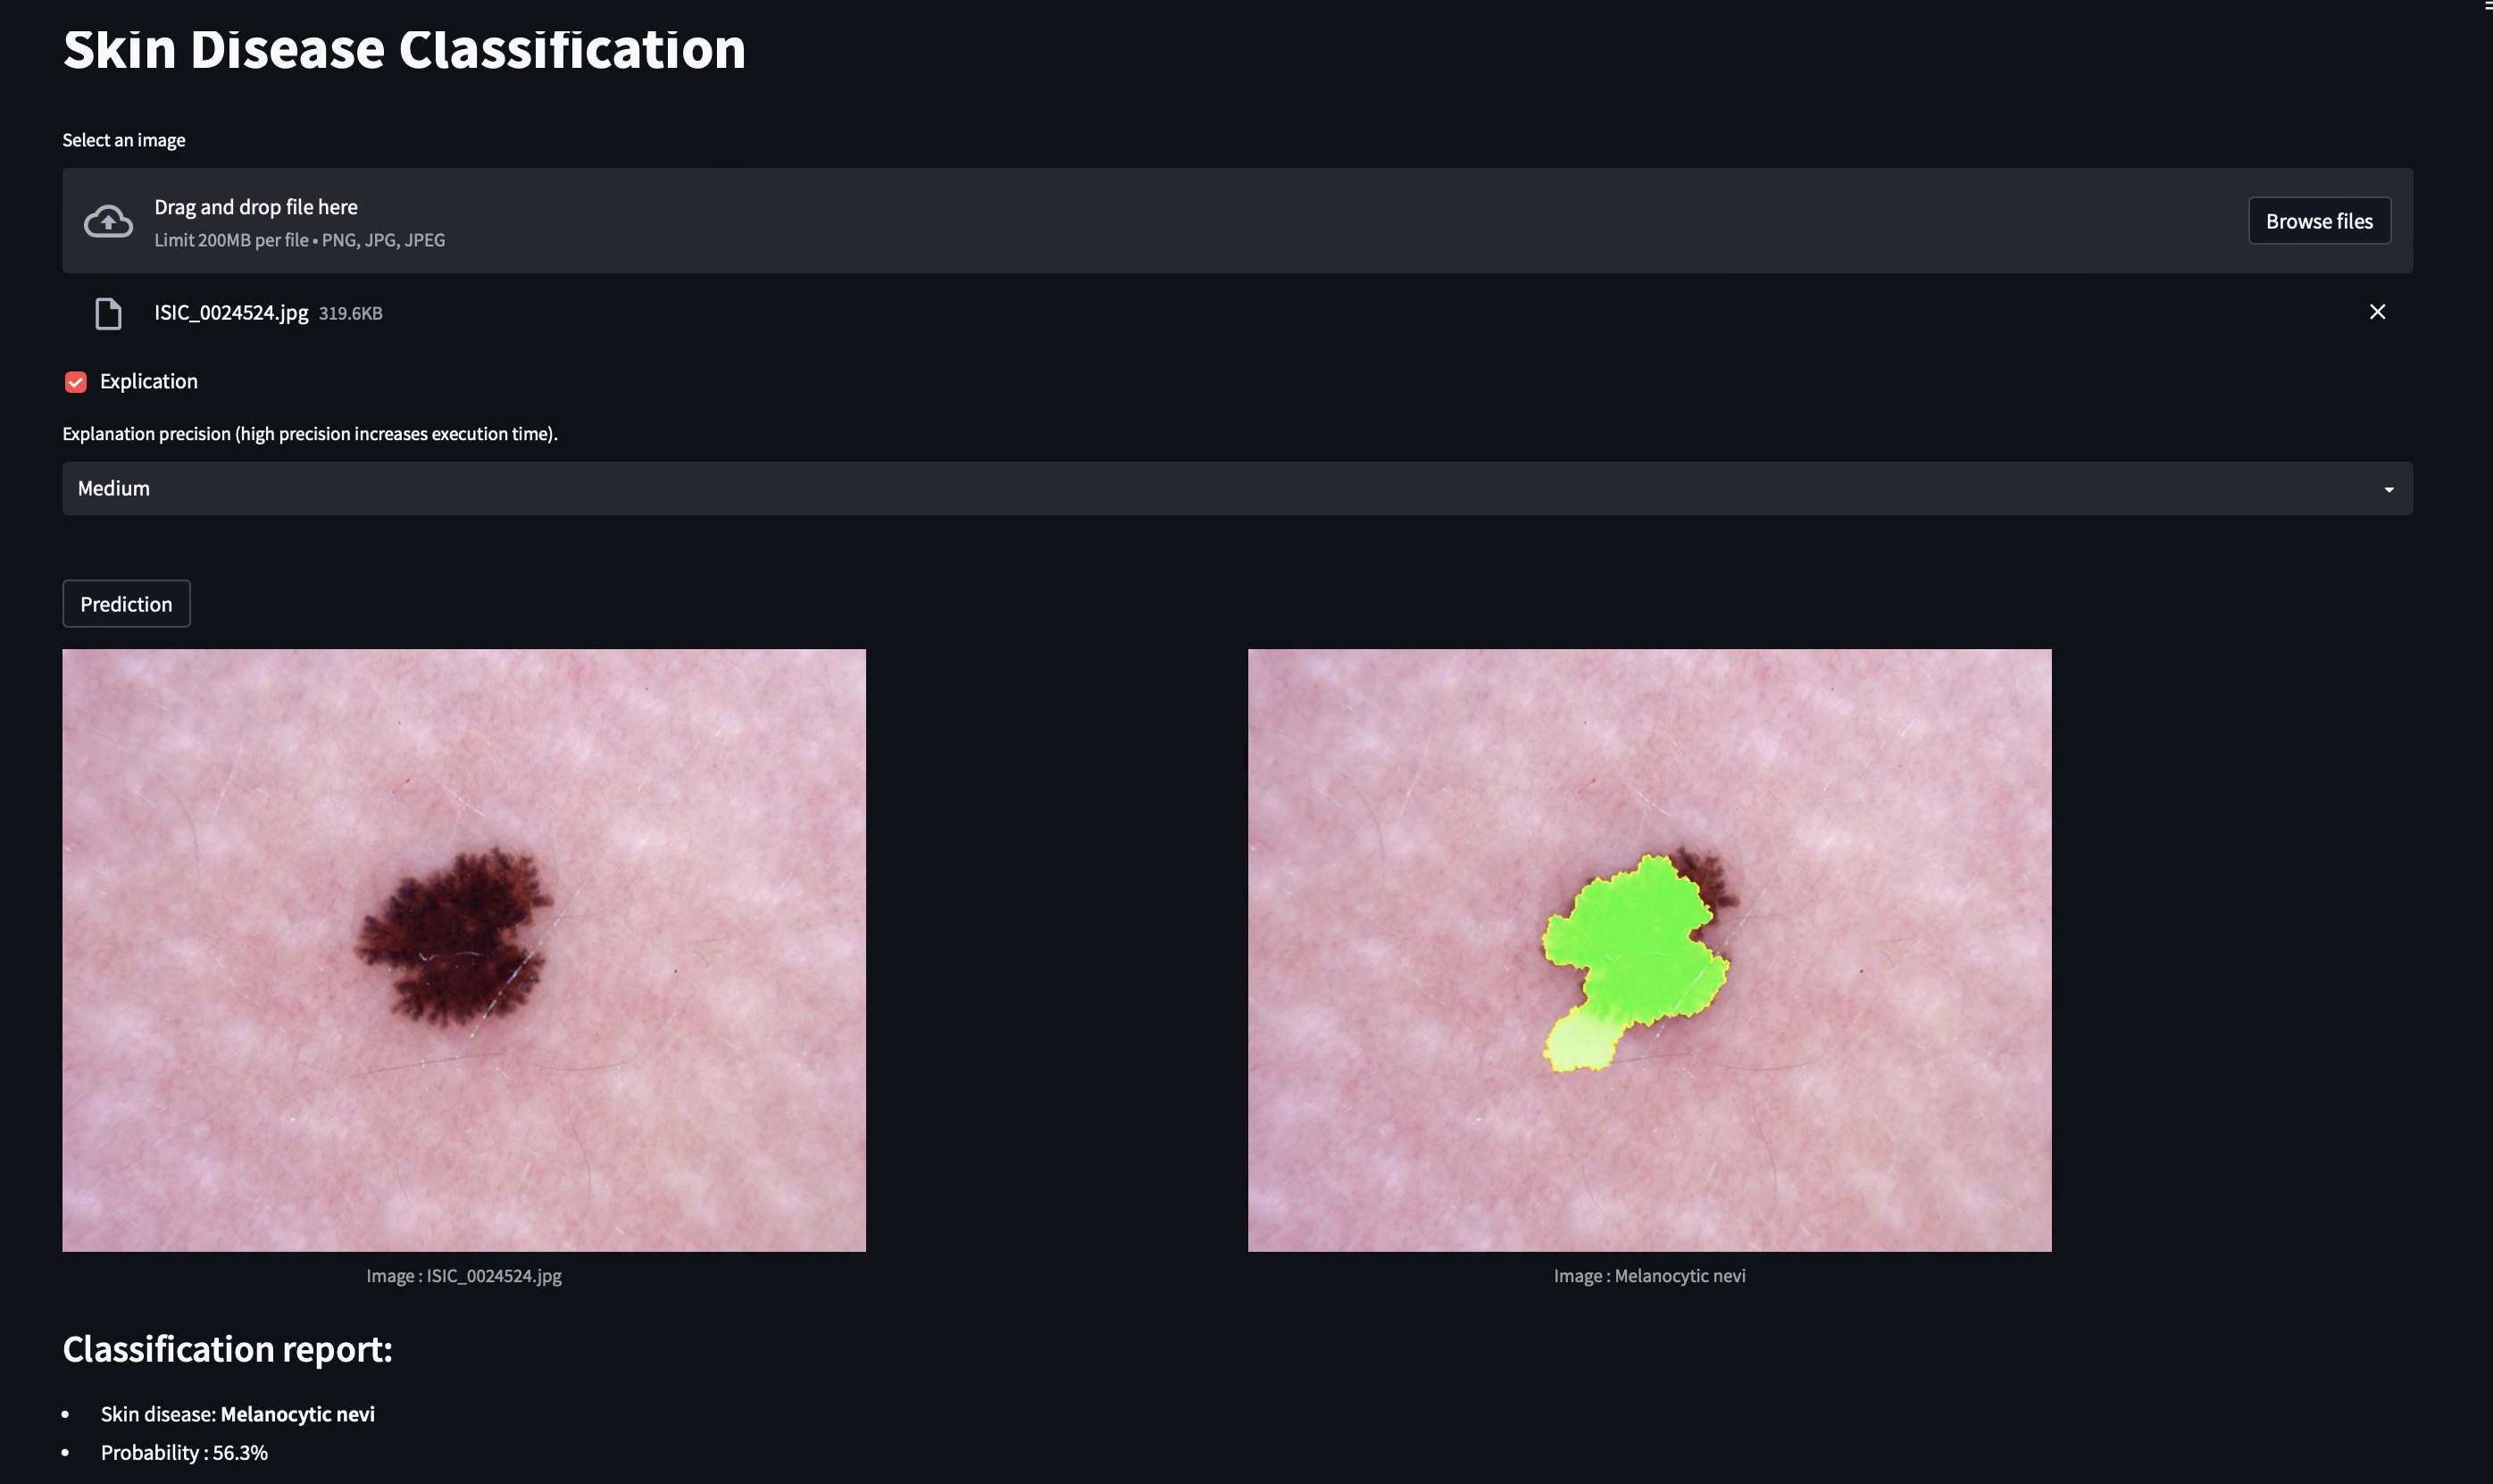 Skin Disease Classification
Select an image
Drag and drop file here
Limit 200MB per file • PNG, JPG, JPEG
Browse files
ISIC_0024524.jpg 319.6KB
Explication
Explanation precision (high precision increases execution time).
Medium
Prediction
Image : ISIC_0024524.jpg
Image : Melanocytic nevi
Classification report:
• Skin disease: Melanocytic nevi
• Probability : 56.3%